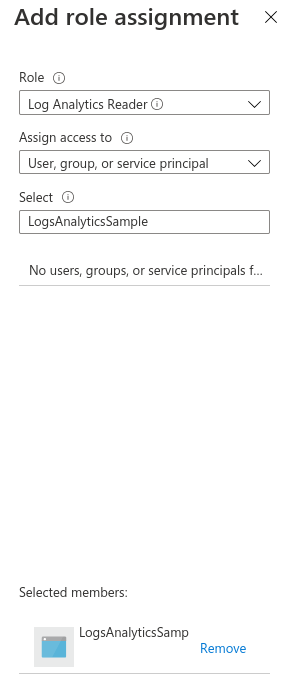 Add role assignment
Role
Log Analytics Reader
Assign access to
User, group, or service principal
Select
LogsAnalyticsSample
No users, groups, or service principals f...
Selected members:
LogsAnalyticsSamp
Remove